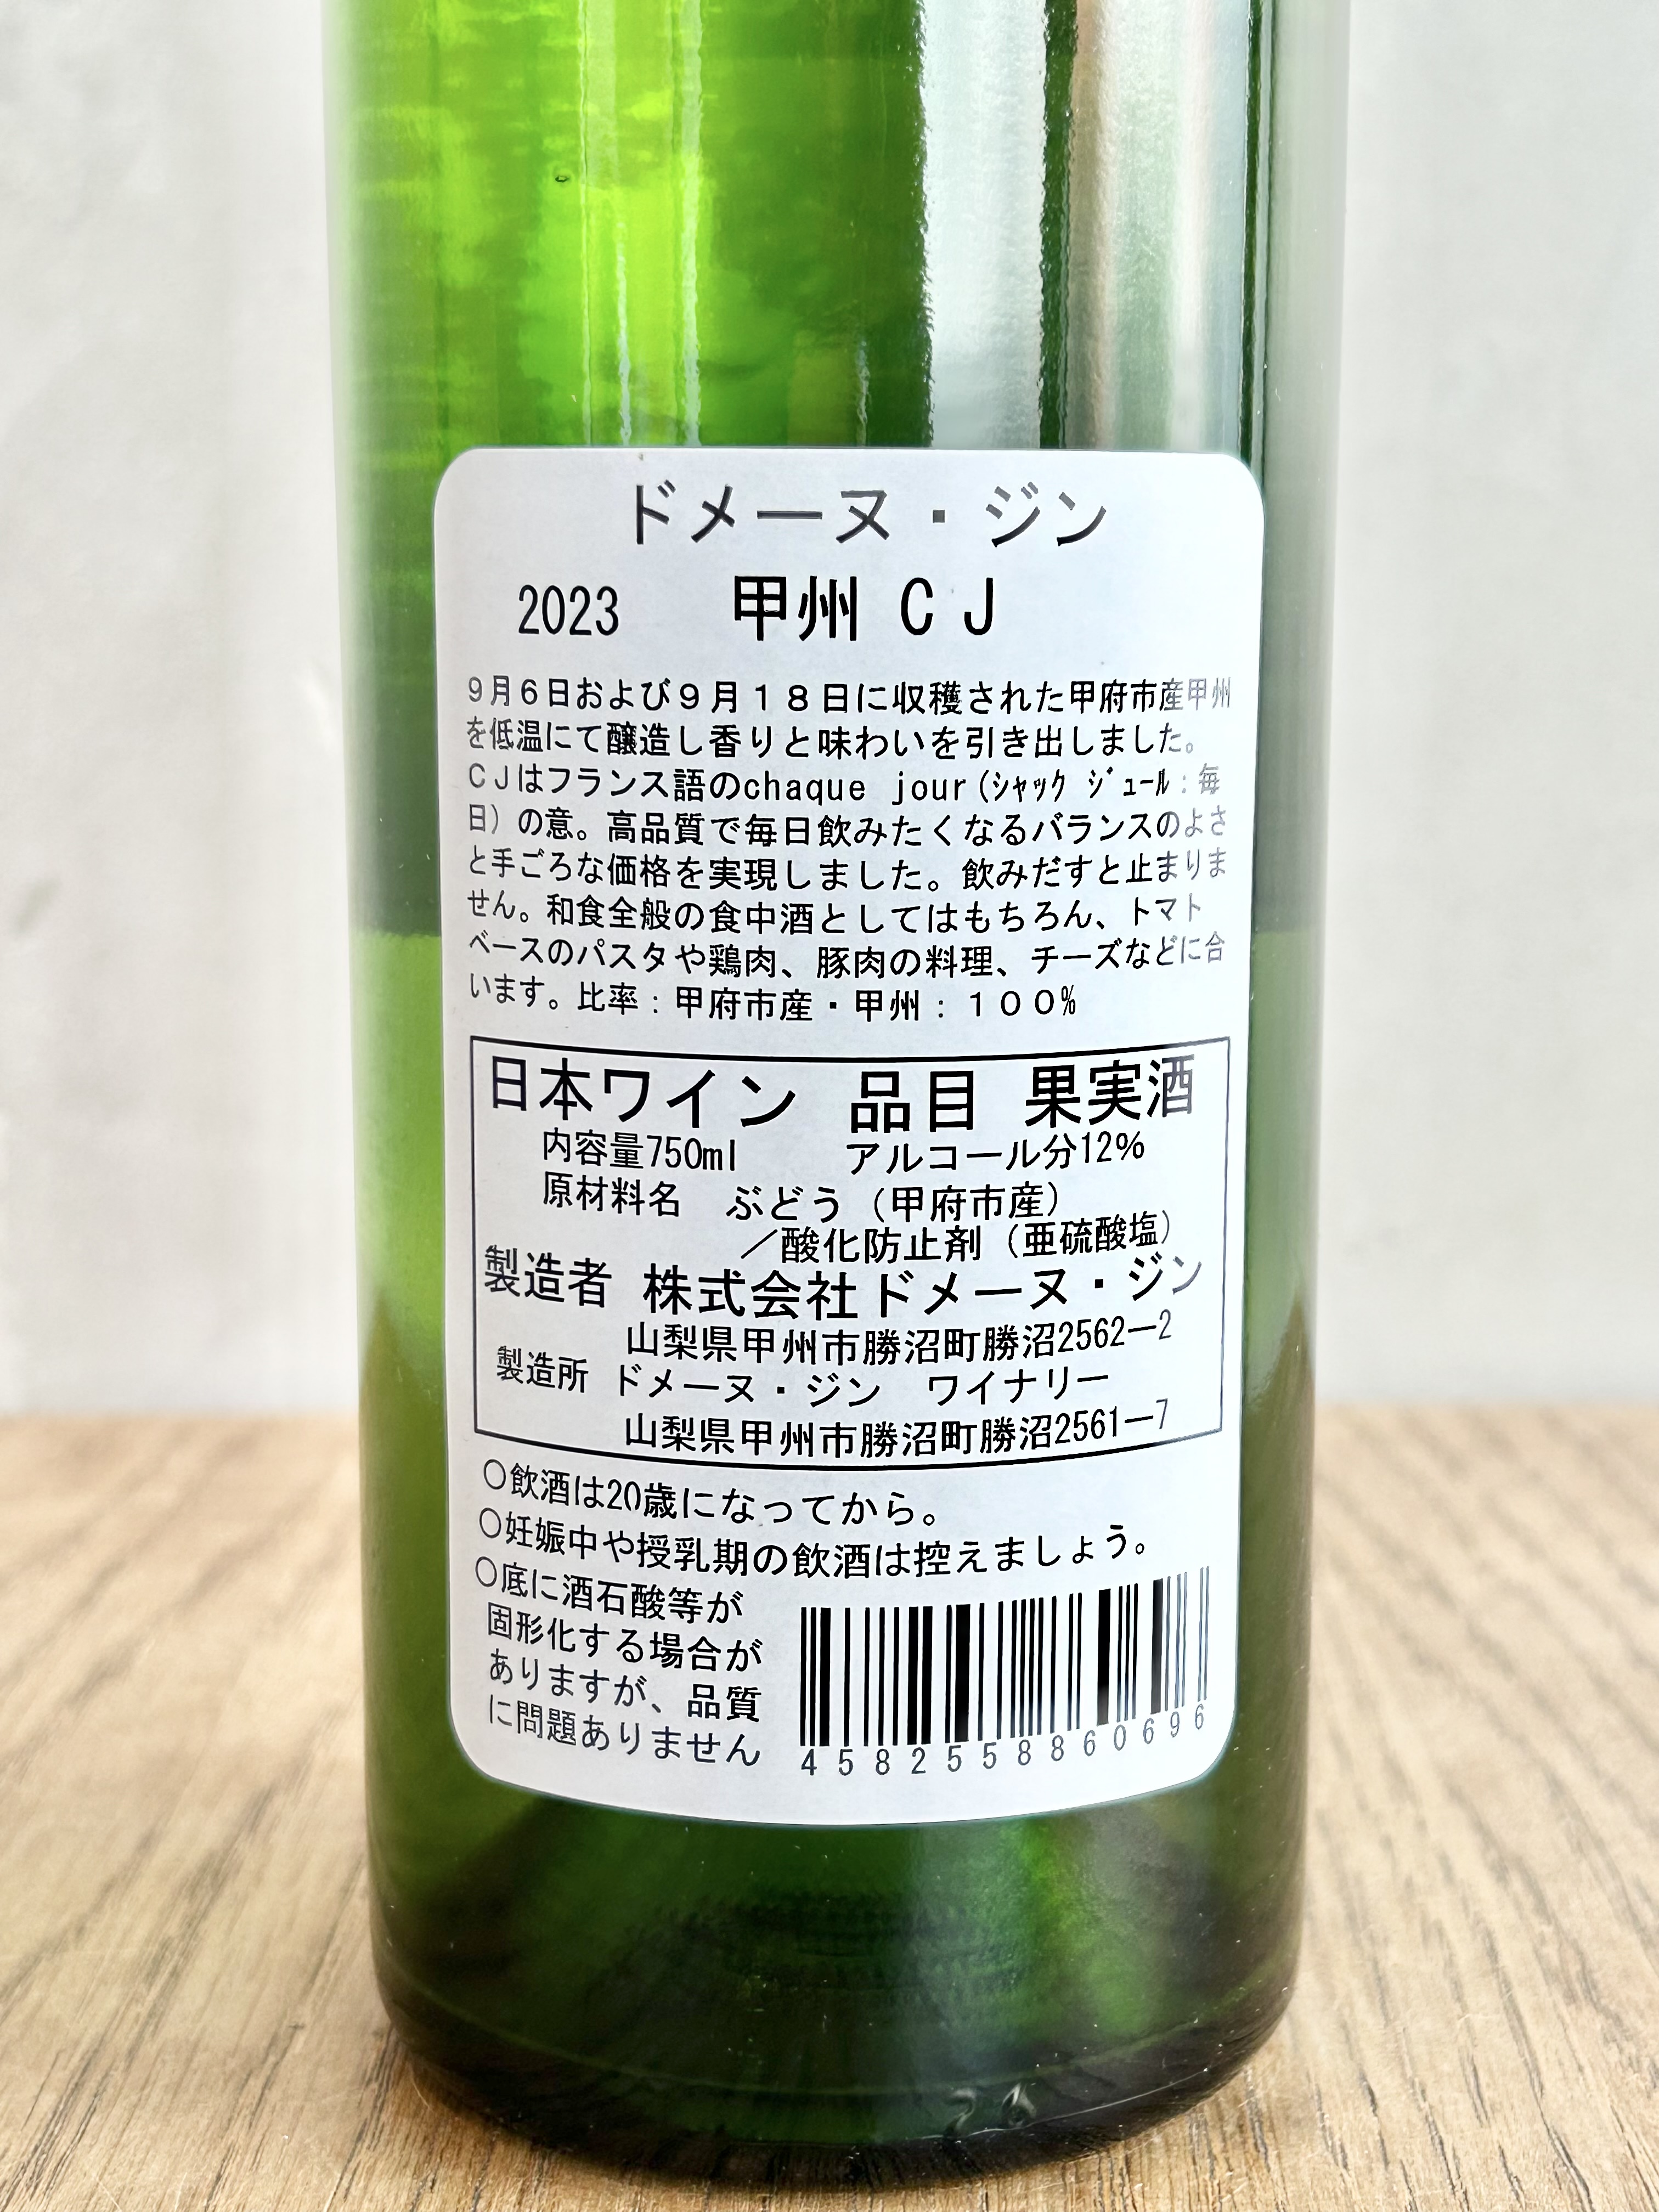 ドメーヌ・ジン
2023 甲州 CJ
9月6日および9月18日に収穫された甲府市産甲州
を低温にて醸造し香りと味わいを引き出しました。
CJはフランス語のchaque jour(ｼｬｯｸ ｼﾞｭｰﾙ:毎
日)の意。高品質で毎日飲みたくなるバランスのよさ
と手ごろな価格を実現しました。飲みだすと止まりま
せん。和食全般の食中酒としてはもちろん、トマト
ベースのパスタや鶏肉、豚肉の料理、チーズなどに合
います。比率:甲府市産・甲州:100%
日本ワイン 品目 果実酒
内容量750ml アルコール分12%
原材料名 ぶどう(甲府市産)
/酸化防止剤(亜硫酸塩)
製造者 株式会社ドメーヌ・ジン
山梨県甲州市勝沼町勝沼2562ー2
製造所 ドメーヌ・ジン ワイナリー
山梨県甲州市勝沼町勝沼2561ー7
○飲酒は20歳になってから。
○妊娠中や授乳期の飲酒は控えましょう。
○底に酒石酸等が
固形化する場合が
ありますが、品質
に問題ありません
4582558860696